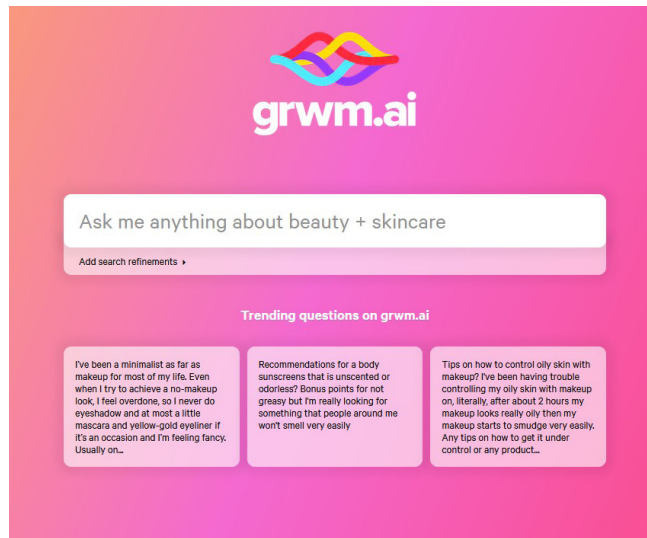 grwm.ai
Ask me anything about beauty + skincare
Add search refinements ▸
Trending questions on grwm.ai
I've been a minimalist as far as
makeup for most of my life. Even
when I try to achieve a no-makeup
look, I feel overdone, so I never do
eyeshadow and at most a little
mascara and yellow-gold eyeliner if
it's an occasion and I'm feeling fancy.
Usually on...
Recommendations for a body
sunscreens that is unscented or
odorless? Bonus points for not
greasy but I'm really looking for
something that people around me
won't smell very easily
Tips on how to control oily skin with
makeup? I've been having trouble
controlling my oily skin with makeup
on, literally, after about 2 hours my
makeup looks really oily then my
makeup starts to smudge very easily.
Any tips on how to get it under
control or any product...